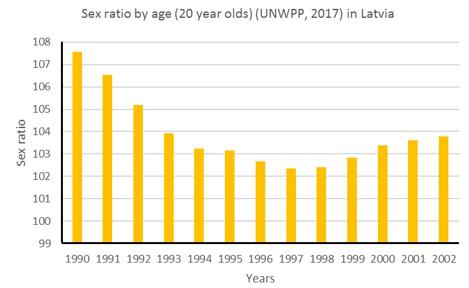 Sex ratio by age (20 year olds) (UNWPP, 2017) in Latvia
108
107
106
105
104
103
102
101
100
99
Sex ratio
1990 1991 1992 1993 1994 1995 1996 1997 1998 1999 2000 2001 2002
Years